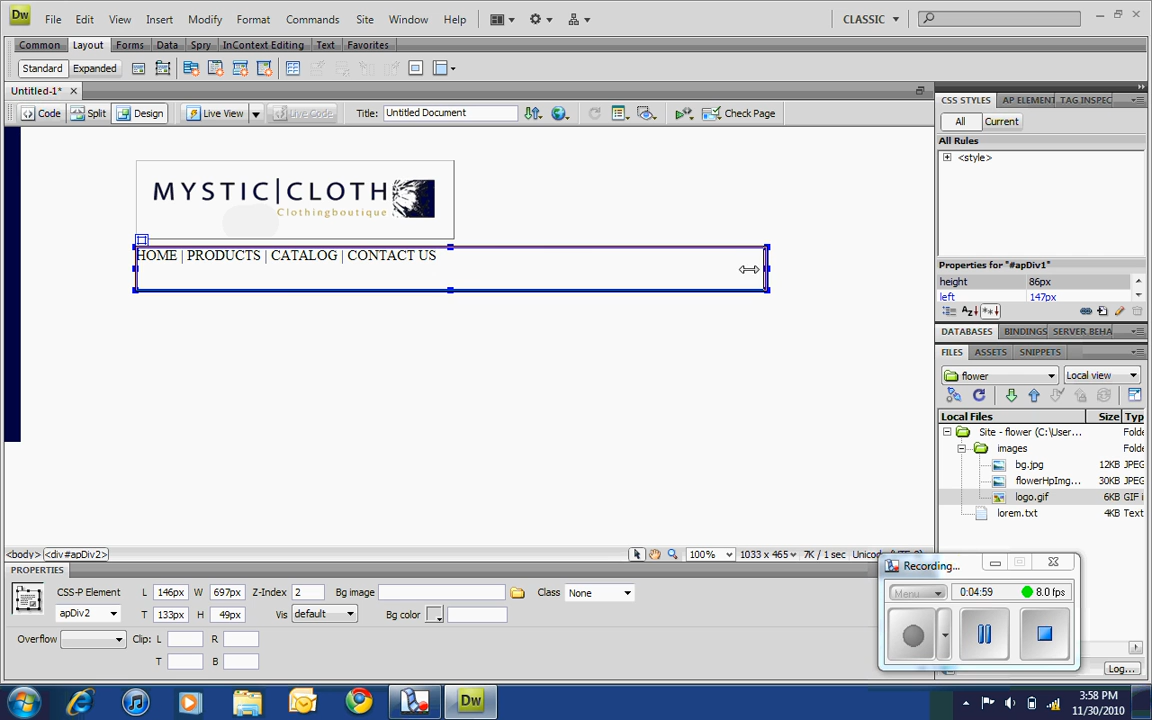 Dw File Edit View Insert Modify Format Commands Site Window Help CLASSIC
Common Layout Forms Data Spry InContext Editing Text Favorites
Standard Expanded
Untitled-1*
Code Split Design Live View Live Code Title: Untitled Document Check Page
CSS STYLES AP ELEMENT TAG INSPEC
All Current
All Rules
<style>
MYSTIC|CLOTH
Clothingboutique
HOME | PRODUCTS | CATALOG | CONTACT US
Properties for "#apDiv1"
height 86px
left 147px
DATABASES BINDINGS SERVER BEHA
FILES ASSETS SNIPPETS
flower Local view
Local Files Size Typ
Site - flower (C:\User... Folde
images Folde
bg.jpg 12KB JPEG
flowerHpImg... 30KB JPEG
logo.gif 6KB GIF i
lorem.txt 4KB Text
<body> <div#apDiv2> 100% 1033 x 465 7K / 1 sec
PROPERTIES
CSS-P Element L 146px W 697px Z-Index 2 Bg image Class None
apDiv2 T 133px H 49px Vis default Bg color
Overflow Clip: L R
T B
Recording...
Menu 0:04:59 8.0 fps
Log...
Dw
3:58 PM
11/30/2010